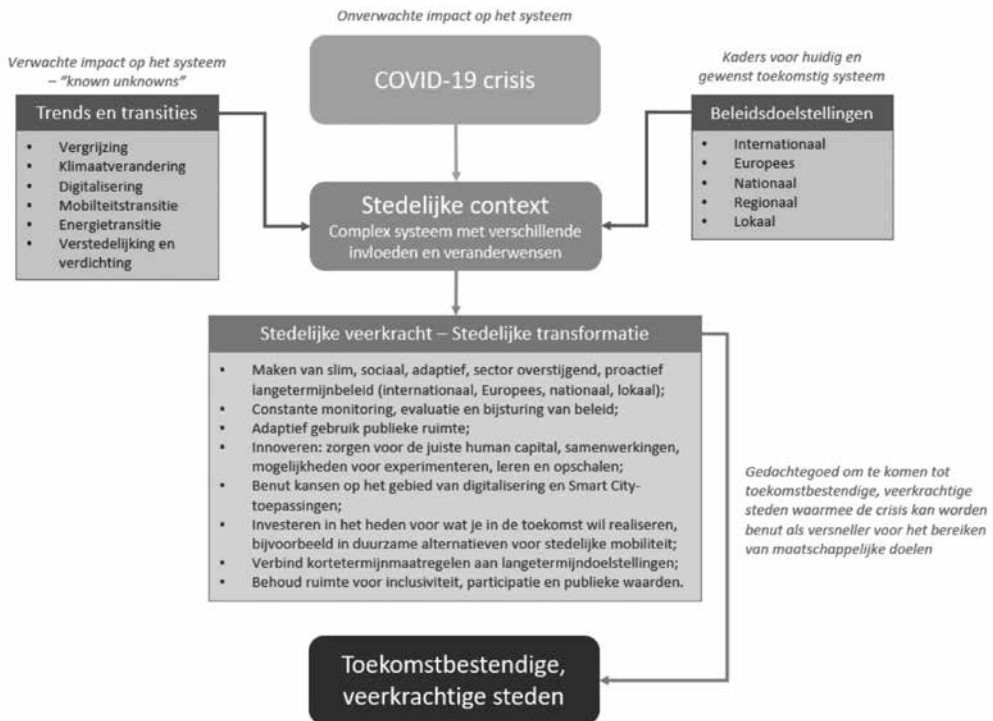 Onverwachte impact op het systeem
COVID-19 crisis
Verwachte impact op het systeem
– "known unknowns"
Trends en transities
• Vergrijzing
• Klimaatverandering
• Digitalisering
• Mobilteitstransitie
• Energietransitie
• Verstedelijking en
verdichting
Kaders voor huidig en
gewenst toekomstig systeem
Beleidsdoelstellingen
• Internationaal
• Europees
• Nationaal
• Regionaal
• Lokaal
Stedelijke context
Complex systeem met verschillende
invloeden en veranderwensen
Stedelijke veerkracht – Stedelijke transformatie
• Maken van slim, sociaal, adaptief, sector overstijgend, proactief
langetermijnbeleid (internationaal, Europees, nationaal, lokaal);
• Constante monitoring, evaluatie en bijsturing van beleid;
• Adaptief gebruik publieke ruimte;
• Innoveren: zorgen voor de juiste human capital, samenwerkingen,
mogelijkheden voor experimenteren, leren en opschalen;
• Benut kansen op het gebied van digitalisering en Smart City-
toepassingen;
• Investeren in het heden voor wat je in de toekomst wil realiseren,
bijvoorbeeld in duurzame alternatieven voor stedelijke mobiliteit;
• Verbind kortetermijnmaatregelen aan langetermijndoelstellingen;
• Behoud ruimte voor inclusiviteit, participatie en publieke waarden.
Gedachtegoed om te komen tot
toekomstbestendige, veerkrachtige
steden waarmee de crisis kan worden
benut als versneller voor het bereiken
van maatschappelijke doelen
Toekomstbestendige,
veerkrachtige steden